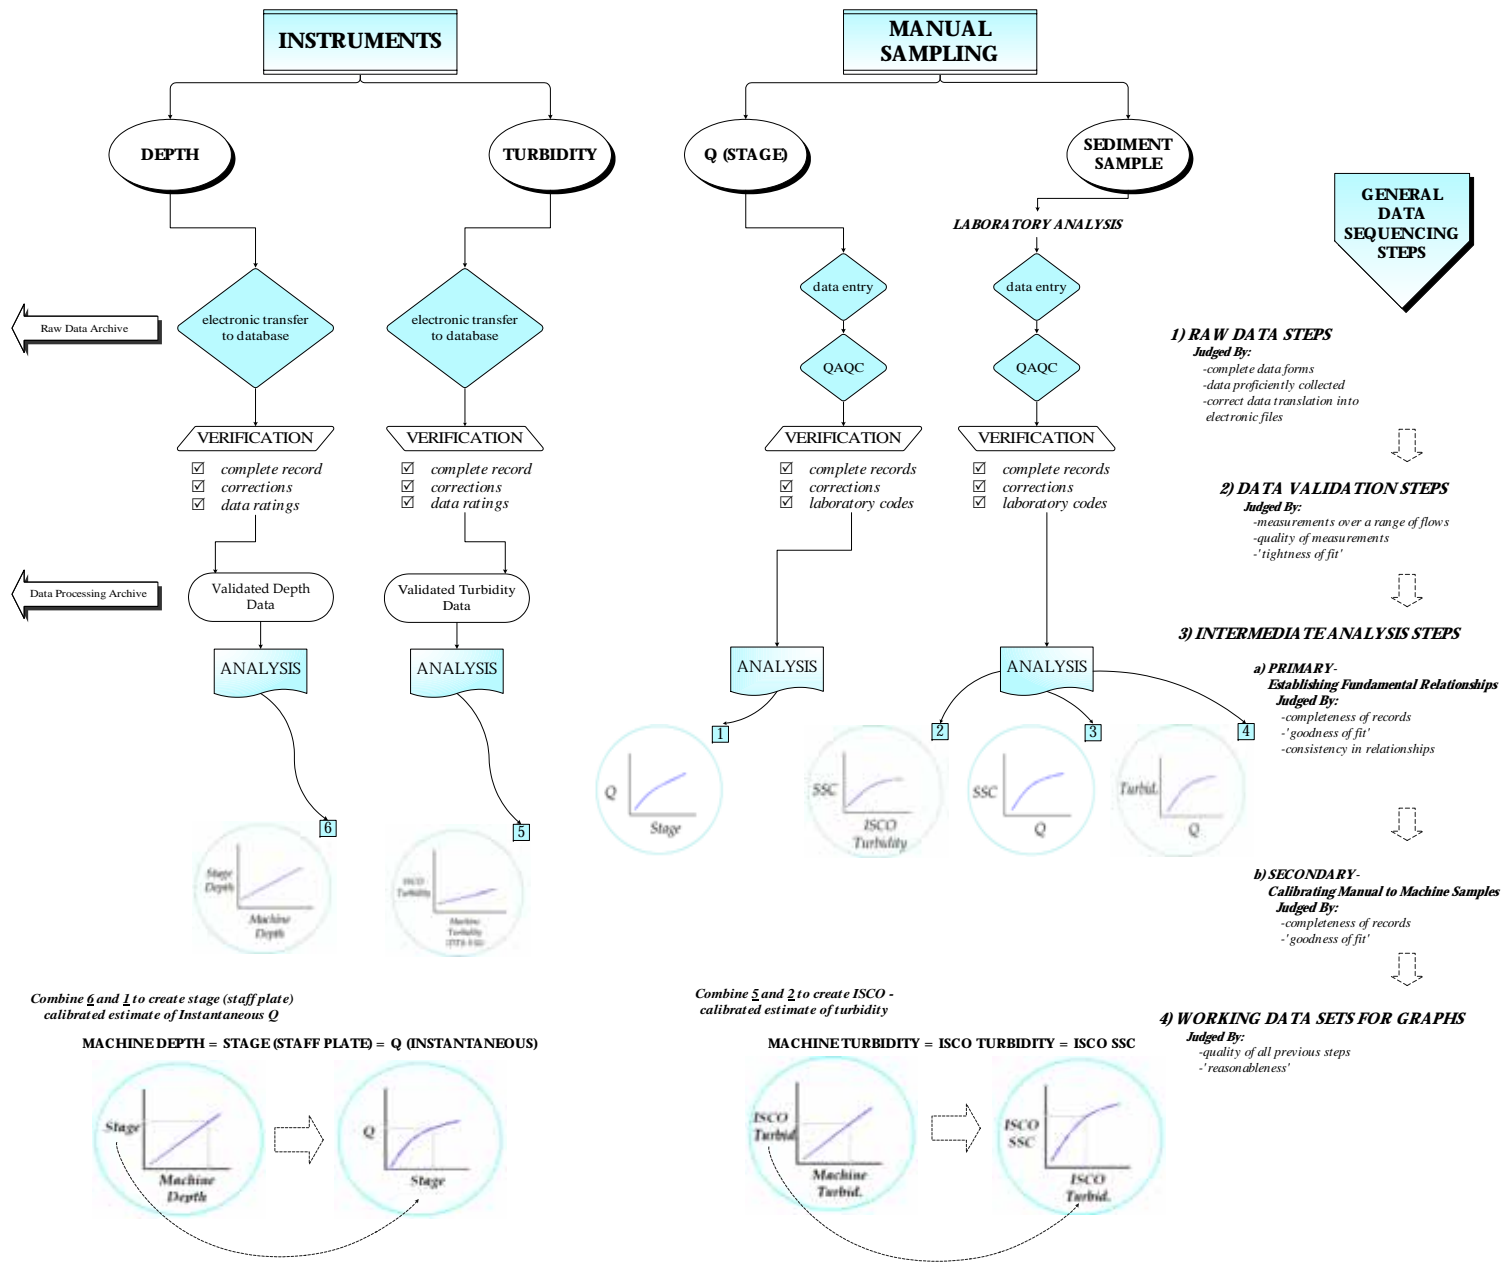 INSTRUMENTS
MANUAL
SAMPLING
DEPTH
TURBIDITY
Q (STAGE)
SEDIMENT
SAMPLE
LABORATORY ANALYSIS
GENERAL
DATA
SEQUENCING
STEPS
Raw Data Archive
electronic transfer
to database
electronic transfer
to database
data entry
data entry
QAQC
QAQC
VERIFICATION
complete record
corrections
data ratings
VERIFICATION
complete record
corrections
data ratings
VERIFICATION
complete records
corrections
laboratory codes
VERIFICATION
complete records
corrections
laboratory codes
Data Processing Archive
Validated Depth
Data
Validated Turbidity
Data
ANALYSIS
ANALYSIS
ANALYSIS
ANALYSIS
1
2
3
4
6
5
Q
Stage
SSC
ISCO
Turbidity
SSC
Q
Turbid.
Q
Stage
Depth
Machine
Depth
ISCO
Turbidity
Machine
Turbidity
1) RAW DATA STEPS
Judged By:
-complete data forms
-data proficiently collected
-correct data translation into
electronic files
2) DATA VALIDATION STEPS
Judged By:
-measurements over a range of flows
-quality of measurements
-'tightness of fit'
3) INTERMEDIATE ANALYSIS STEPS
a) PRIMARY-
Establishing Fundamental Relationships
Judged By:
-completeness of records
-'goodness of fit'
-consistency in relationships
b) SECONDARY -
Calibrating Manual to Machine Samples
Judged By:
-completeness of records
-'goodness of fit'
4) WORKING DATA SETS FOR GRAPHS
Judged By:
-quality of all previous steps
-'reasonableness'
Combine 6 and 1 to create stage (staff plate)
calibrated estimate of Instantaneous Q
MACHINE DEPTH = STAGE (STAFF PLATE) = Q (INSTANTANEOUS)
Stage
Machine
Depth
Q
Stage
Combine 5 and 2 to create ISCO -
calibrated estimate of turbidity
MACHINE TURBIDITY = ISCO TURBIDITY = ISCO SSC
ISCO
Turbid
Machine
Turbid.
ISCO
SSC
ISCO
Turbid.